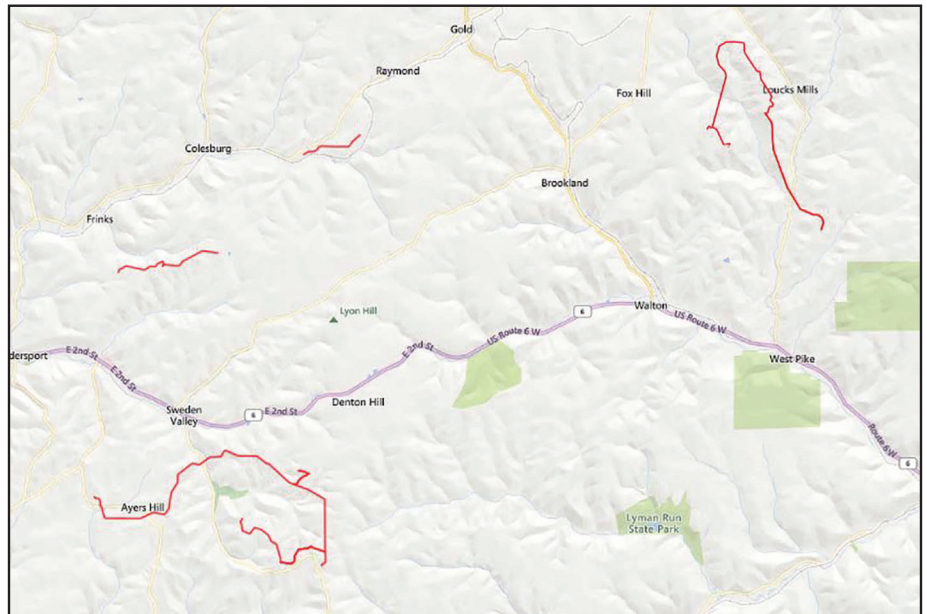 Gold
Raymond
Fox Hill
Loucks Mills
Colesburg
Brookland
Frinks
Lyon Hill
6
Walton
US Route 6 W
US Route 6 W
dersport
E 2nd St
E 2nd St
E 2nd St
West Pike
Denton Hill
Sweden
Valley
6
E 2nd St
Route 6 W
6
Ayers Hill
Lyman Run
State Park